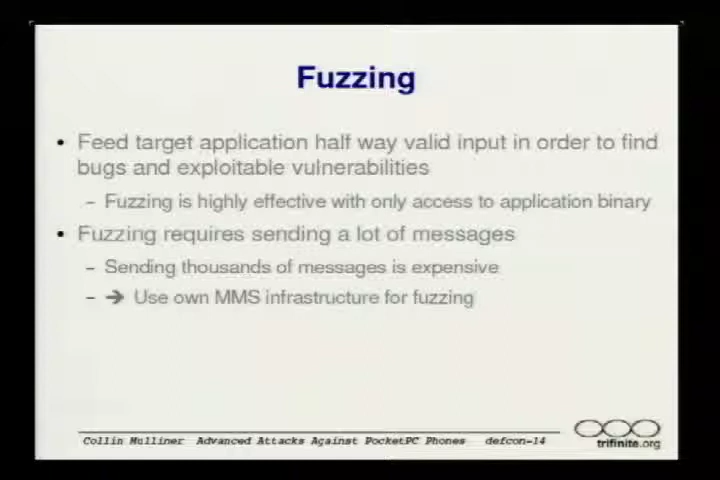 Fuzzing
• Feed target application half way valid input in order to find
bugs and exploitable vulnerabilities
– Fuzzing is highly effective with only access to application binary
• Fuzzing requires sending a lot of messages
– Sending thousands of messages is expensive
– ➔ Use own MMS infrastructure for fuzzing
Collin Mulliner Advanced Attacks Against PocketPC Phones defcon-14
trifinite.org